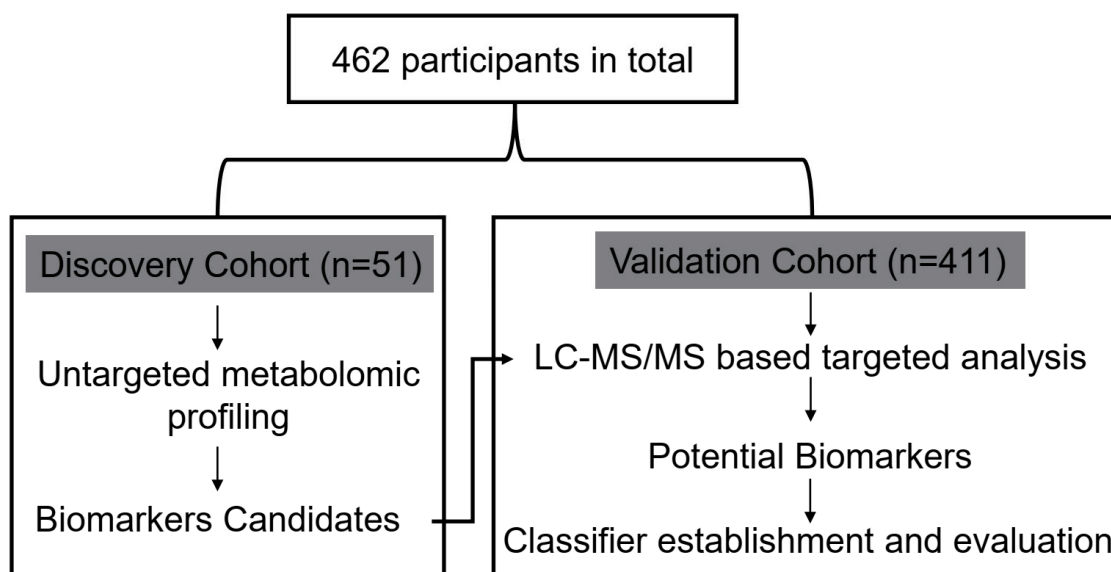 462 participants in total
Discovery Cohort (n=51)
Untargeted metabolomic
profiling
Biomarkers Candidates
Validation Cohort (n=411)
LC-MS/MS based targeted analysis
Potential Biomarkers
Classifier establishment and evaluation